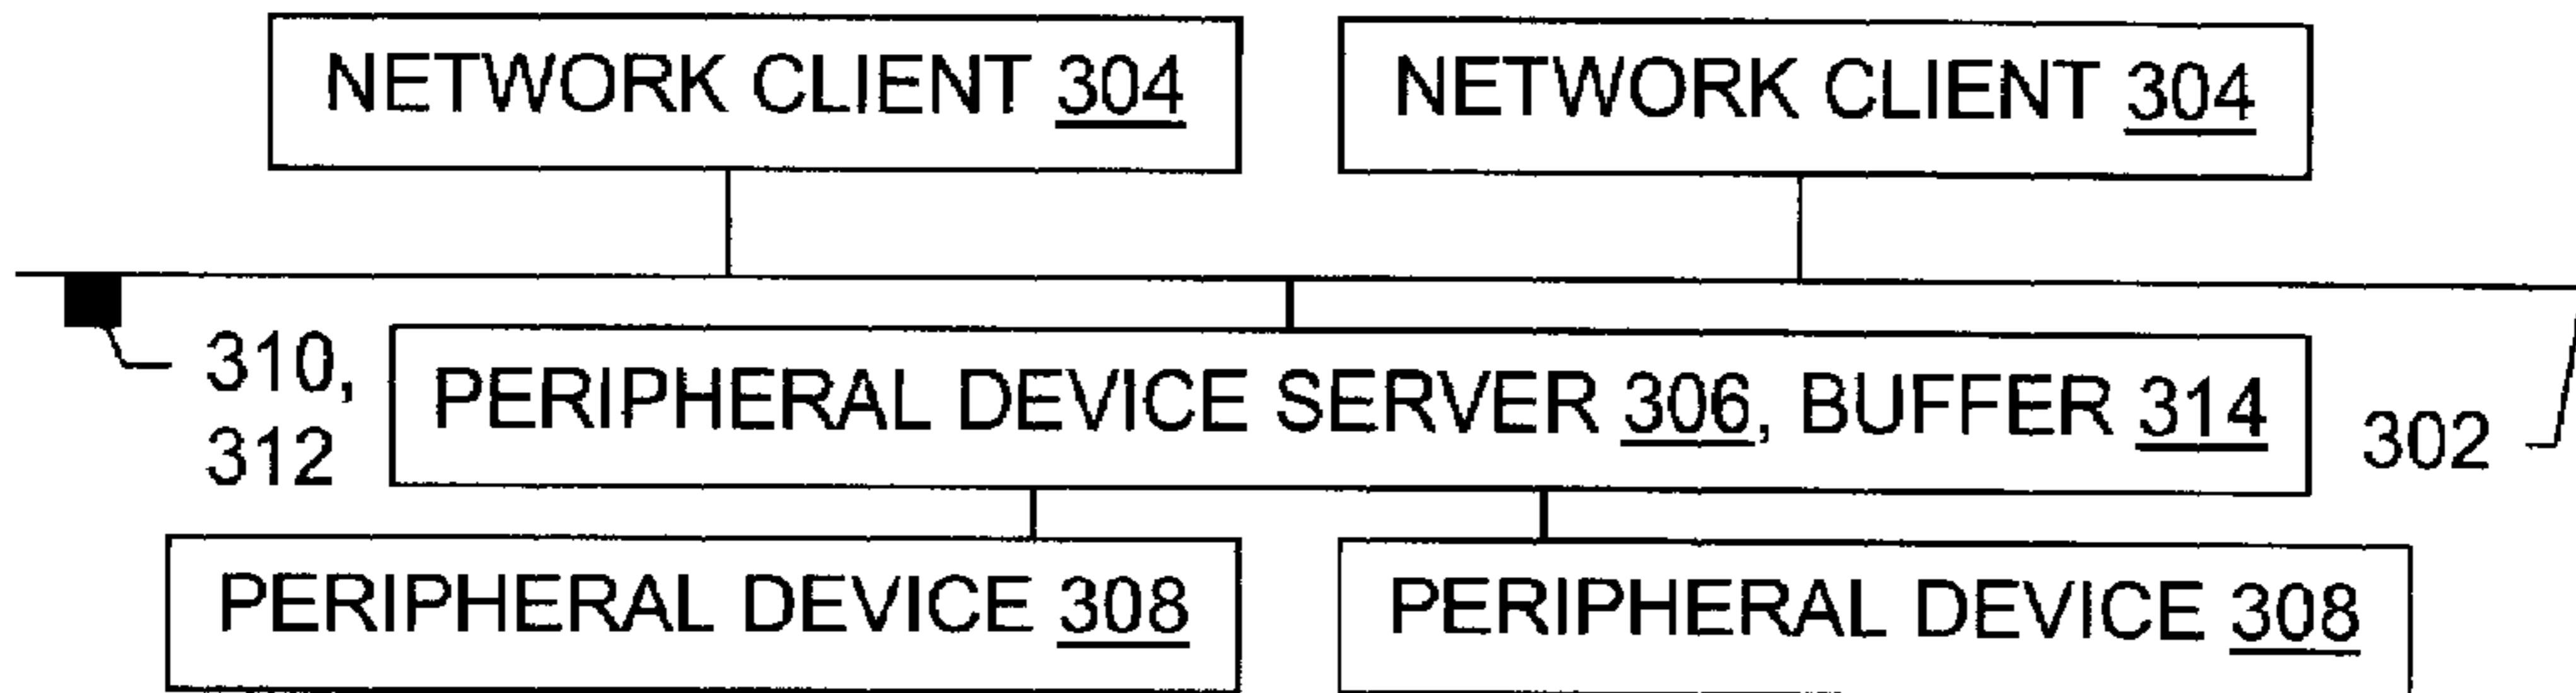 NETWORK CLIENT 304
NETWORK CLIENT 304
310,
312
PERIPHERAL DEVICE SERVER 306, BUFFER 314
302
PERIPHERAL DEVICE 308
PERIPHERAL DEVICE 308